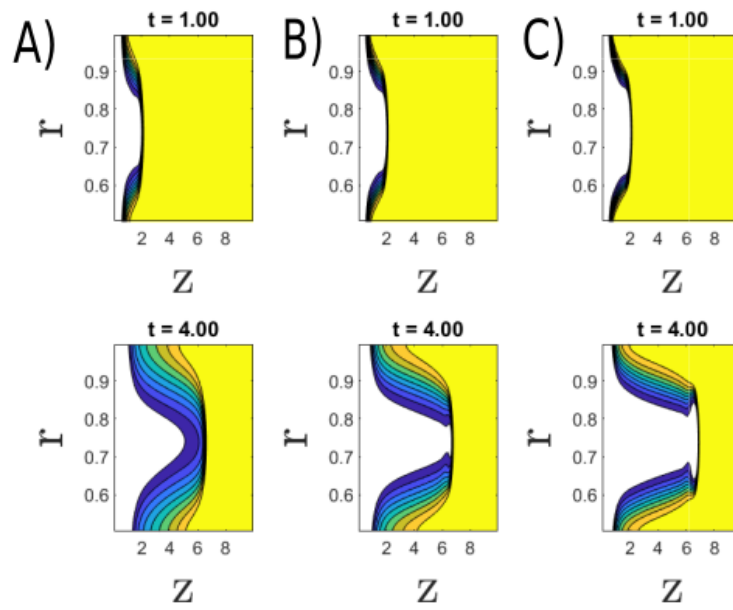 A) B) C)
t = 1.00 t = 1.00 t = 1.00
r 0.9 0.8 0.7 0.6 r 0.9 0.8 0.7 0.6 r 0.9 0.8 0.7 0.6
2 4 6 8 2 4 6 8 2 4 6 8
z z z
t = 4.00 t = 4.00 t = 4.00
r 0.9 0.8 0.7 0.6 r 0.9 0.8 0.7 0.6 r 0.9 0.8 0.7 0.6
2 4 6 8 2 4 6 8 2 4 6 8
z z z